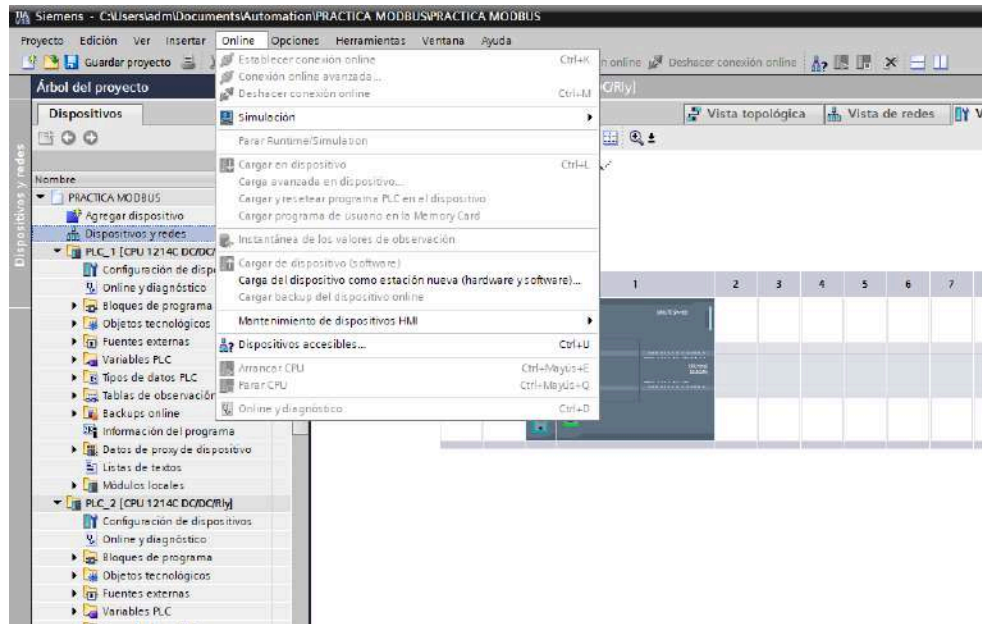 Siemens - C:\Users\adm\Documents\Automation\PRACTICA MODBUS\PRACTICA MODBUS
Proyecto Edición Ver Insertar Online Opciones Herramientas Ventana Ayuda
Guardar proyecto
online Deshacer conexión online
Establecer conexión online Ctrl+K
Conexión online avanzada...
Deshacer conexión online Ctrl+M
Simulación
Parar Runtime/Simulation
Cargar en dispositivo Ctrl+L
Carga avanzada en dispositivo...
Cargar y resetear programa PLC en el dispositivo
Cargar programa de usuario en la Memory Card
Instantánea de los valores de observación
Cargar de dispositivo (software)
Carga del dispositivo como estación nueva (hardware y software)...
Cargar backup del dispositivo online
Mantenimiento de dispositivos HMI
Dispositivos accesibles... Ctrl+U
Arrancar CPU Ctrl+Mayús+E
Parar CPU Ctrl+Mayús+Q
Online y diagnóstico Ctrl+D
Árbol del proyecto
Dispositivos
Dispositivos y redes
Nombre
PRACTICA MODBUS
Agregar dispositivo
Dispositivos y redes
PLC_1 [CPU 1214C DC/DC/
Configuración de dispo
Online y diagnóstico
Bloques de programa
Objetos tecnológicos
Fuentes externas
Variables PLC
Tipos de datos PLC
Tablas de observación
Backups online
Información del programa
Datos de proxy de dispositivo
Listas de textos
Módulos locales
PLC_2 [CPU 1214C DC/DC/Rly]
Configuración de dispositivos
Online y diagnóstico
Bloques de programa
Objetos tecnológicos
Fuentes externas
Variables PLC
C/Rly]
Vista topológica Vista de redes V
1 2 3 4 5 6 7